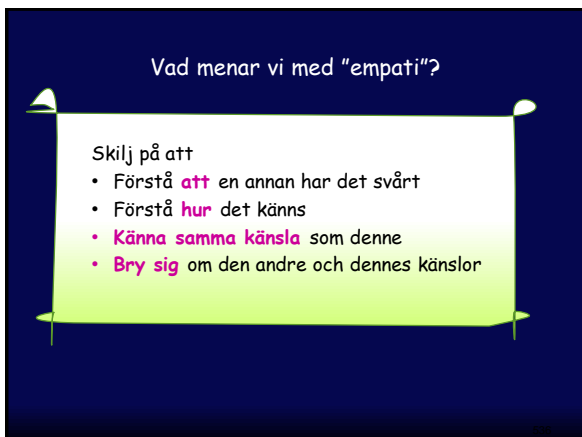 Vad menar vi med ”empati”?
Skilj på att
• Förstå att en annan har det svårt
• Förstå hur det känns
• Känna samma känsla som denne
• Bry sig om den andre och dennes känslor